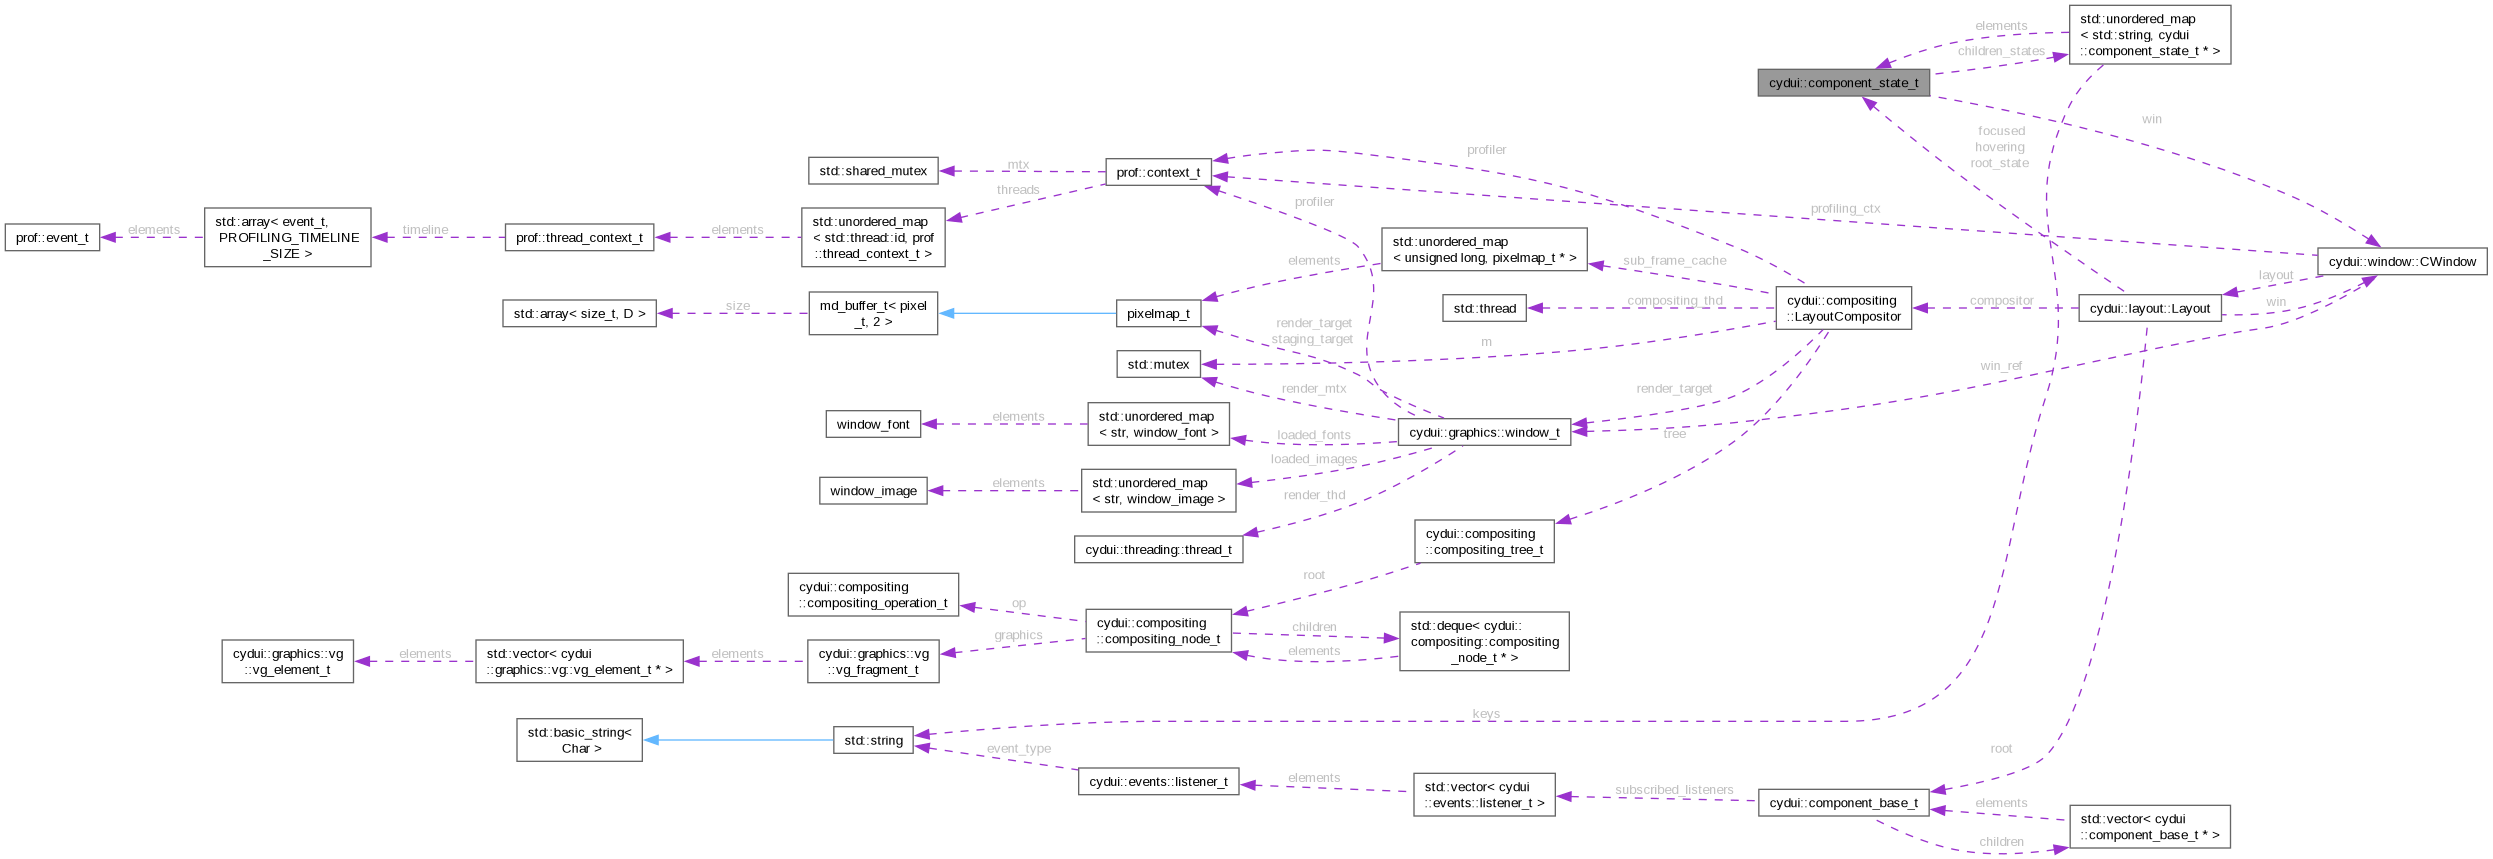 elements
std::unordered_map
< std::string, cydui
::component_state_t * >
children_states
cydui::component_state_t
win
focused
hovering
root_state
profiler
std::shared_mutex
mtx
prof::context_t
threads
profiler
profiling_ctx
prof::event_t
elements
std::array< event_t,
PROFILING_TIMELINE
_SIZE >
timeline
prof::thread_context_t
elements
std::unordered_map
< std::thread::id, prof
::thread_context_t >
elements
std::unordered_map
< unsigned long, pixelmap_t * >
sub_frame_cache
cydui::window::CWindow
layout
win
std::array< size_t, D >
size
md_buffer_t< pixel
_t, 2 >
pixelmap_t
std::thread
compositing_thd
cydui::compositing
::LayoutCompositor
compositor
cydui::layout::Layout
render_target
staging_target
std::mutex
m
win_ref
render_mtx
render_target
window_font
elements
std::unordered_map
< str, window_font >
loaded_fonts
cydui::graphics::window_t
tree
loaded_images
window_image
elements
std::unordered_map
< str, window_image >
render_thd
cydui::threading::thread_t
cydui::compositing
::compositing_tree_t
root
cydui::compositing
::compositing_operation_t
op
cydui::compositing
::compositing_node_t
children
elements
std::deque< cydui::
compositing::compositing
_node_t * >
graphics
cydui::graphics::vg
::vg_element_t
elements
std::vector< cydui
::graphics::vg::vg_element_t * >
elements
cydui::graphics::vg
::vg_fragment_t
keys
std::basic_string<
Char >
std::string
event_type
root
cydui::events::listener_t
elements
std::vector< cydui
::events::listener_t >
subscribed_listeners
cydui::component_base_t
elements
children
std::vector< cydui
::component_base_t * >